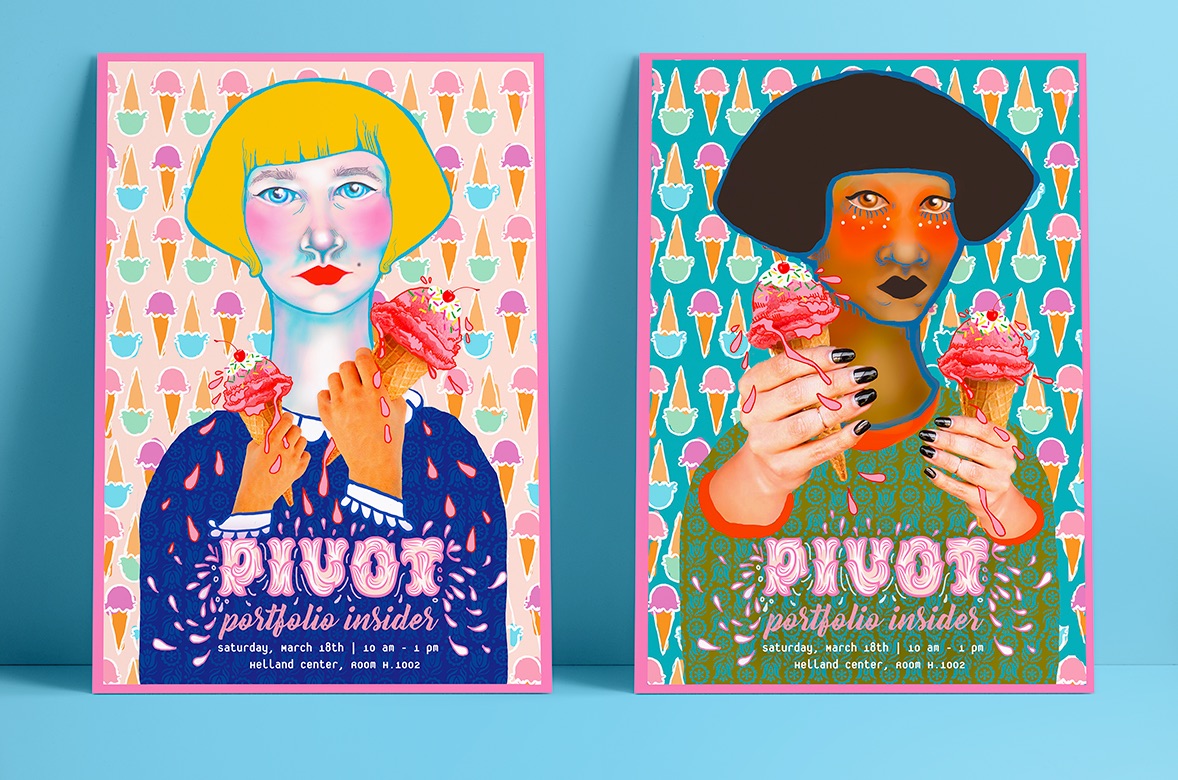 PIVOT
portfolio insider
saturday, march 18th | 10 am - 1 pm
Helland center, Room H.1002
PIVOT
portfolio insider
saturday, march 18th | 10 am - 1 pm
Helland center, Room H.1002